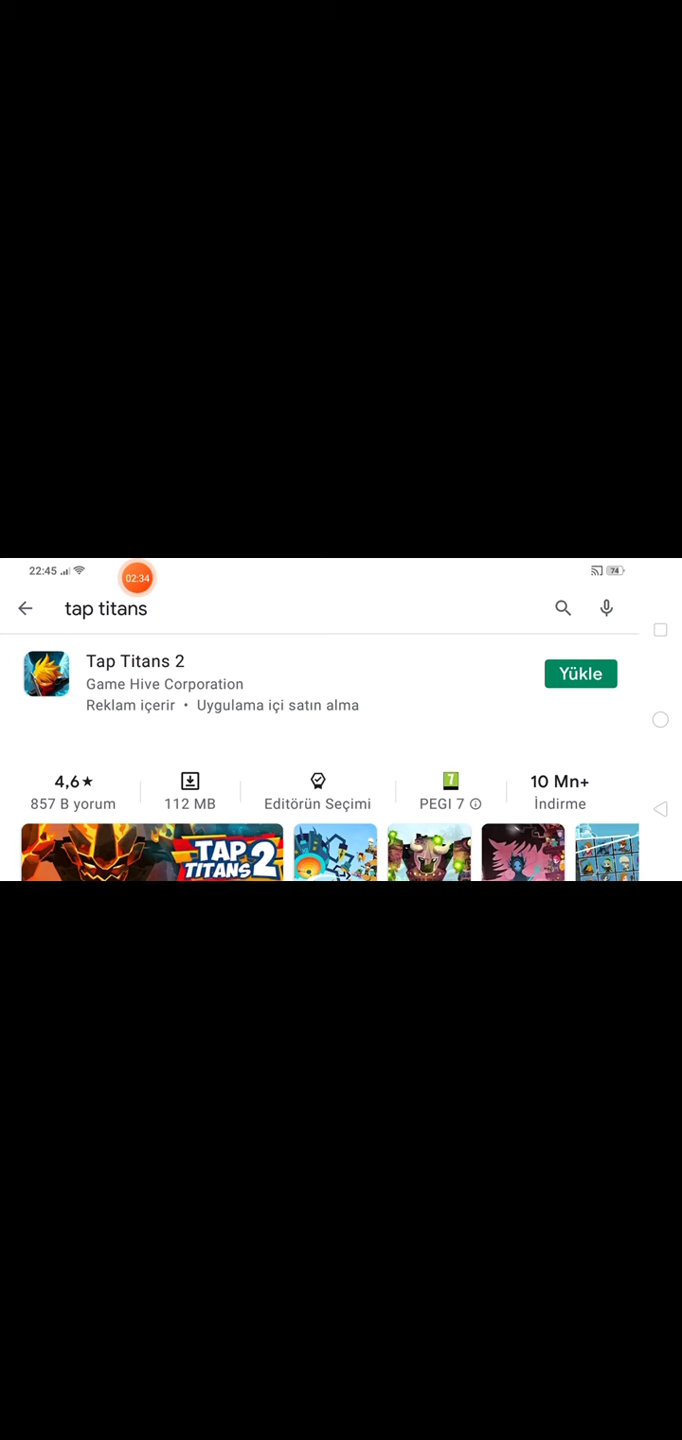 22:45
02:34
74
tap titans
Tap Titans 2
Game Hive Corporation
Reklam içerir • Uygulama içi satın alma
Yükle
4,6★
857 B yorum
112 MB
Editörün Seçimi
7
PEGI 7
10 Mn+
İndirme
TAP
TITANS 2